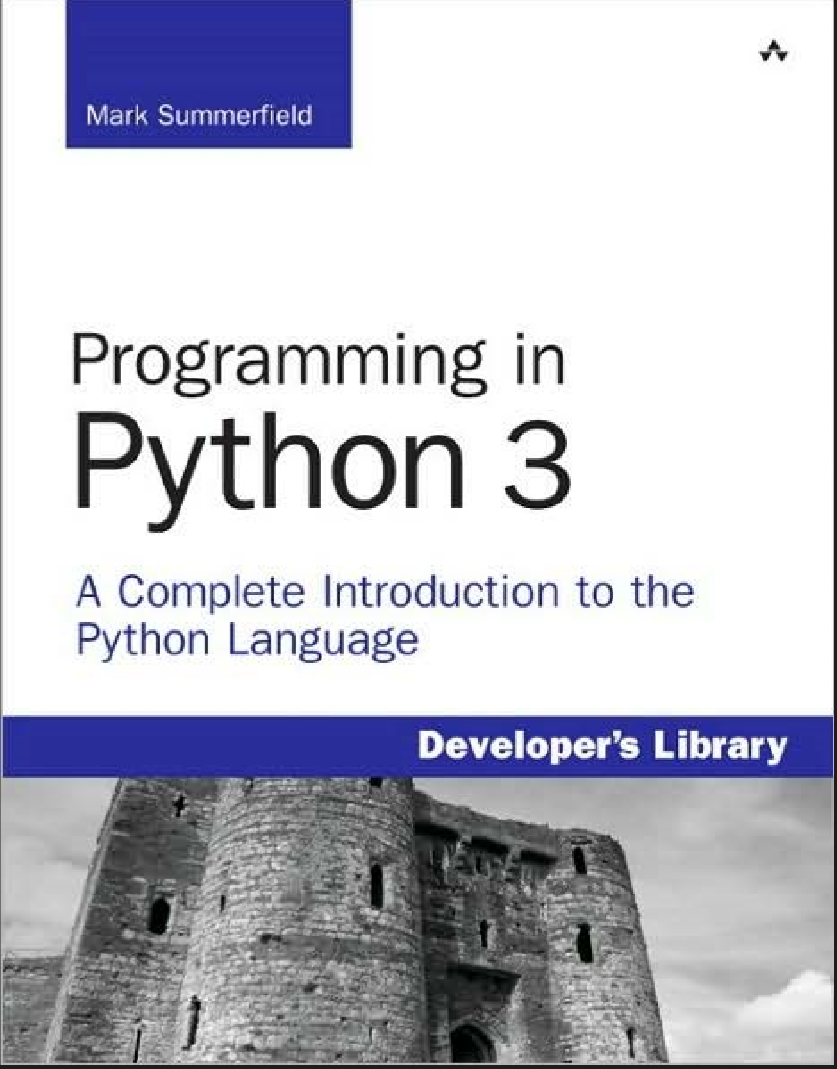 Mark Summerfield
Programming in
Python 3
A Complete Introduction to the
Python Language
Developer's Library